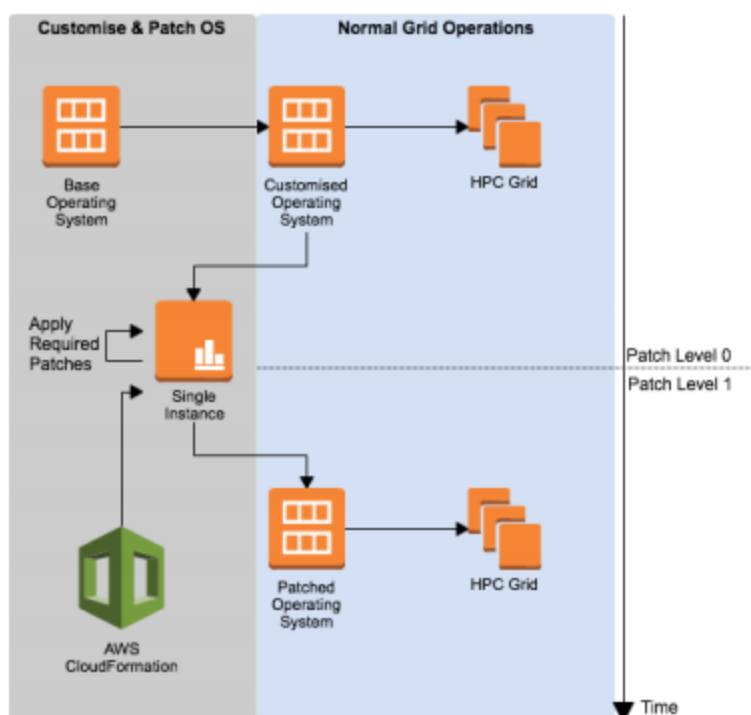 Customise & Patch OS
Normal Grid Operations
Base
Operating
System
Customised
Operating
System
HPC Grid
Apply
Required
Patches
Single
Instance
Patch Level 0
Patch Level 1
Patched
Operating
System
HPC Grid
AWS
CloudFormation
Time